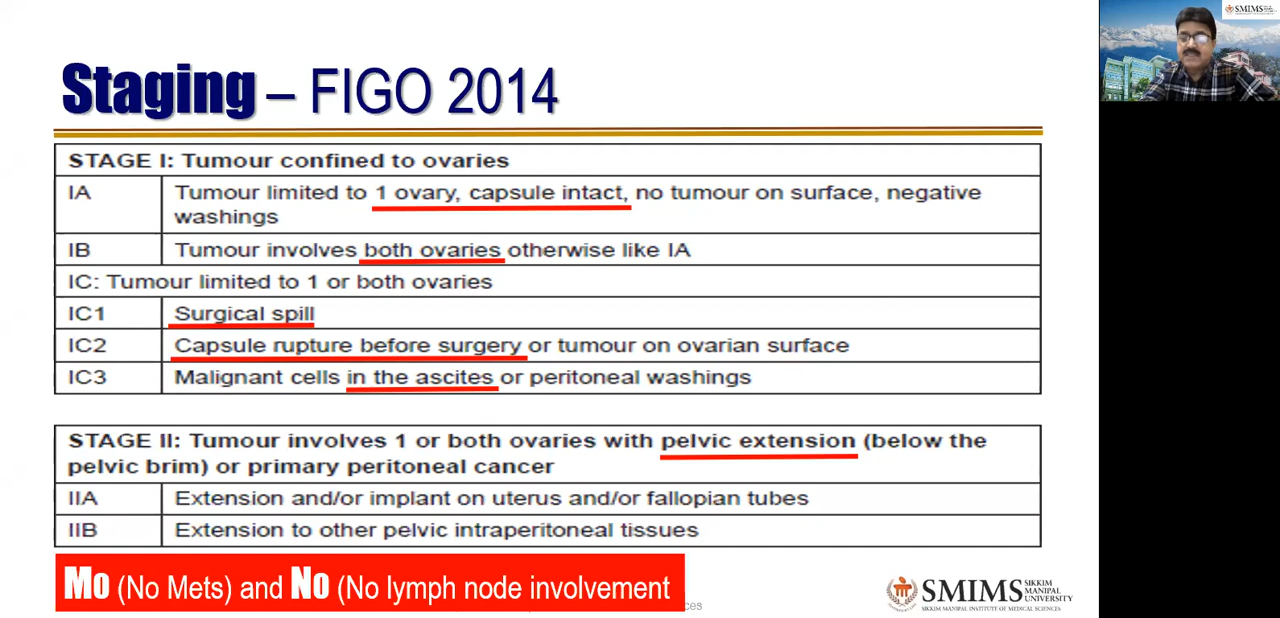 SMIMS
Staging – FIGO 2014
STAGE I: Tumour confined to ovaries
IA Tumour limited to 1 ovary, capsule intact, no tumour on surface, negative
washings
IB Tumour involves both ovaries otherwise like IA
IC: Tumour limited to 1 or both ovaries
IC1 Surgical spill
IC2 Capsule rupture before surgery or tumour on ovarian surface
IC3 Malignant cells in the ascites or peritoneal washings
STAGE II: Tumour involves 1 or both ovaries with pelvic extension (below the
pelvic brim) or primary peritoneal cancer
IIA Extension and/or implant on uterus and/or fallopian tubes
IIB Extension to other pelvic intraperitoneal tissues
Mo (No Mets) and No (No lymph node involvement
ces
SMIMS SIKKIM
MANIPAL
UNIVERSITY
SIKKIM MANIPAL INSTITUTE OF MEDICAL SCIENCES